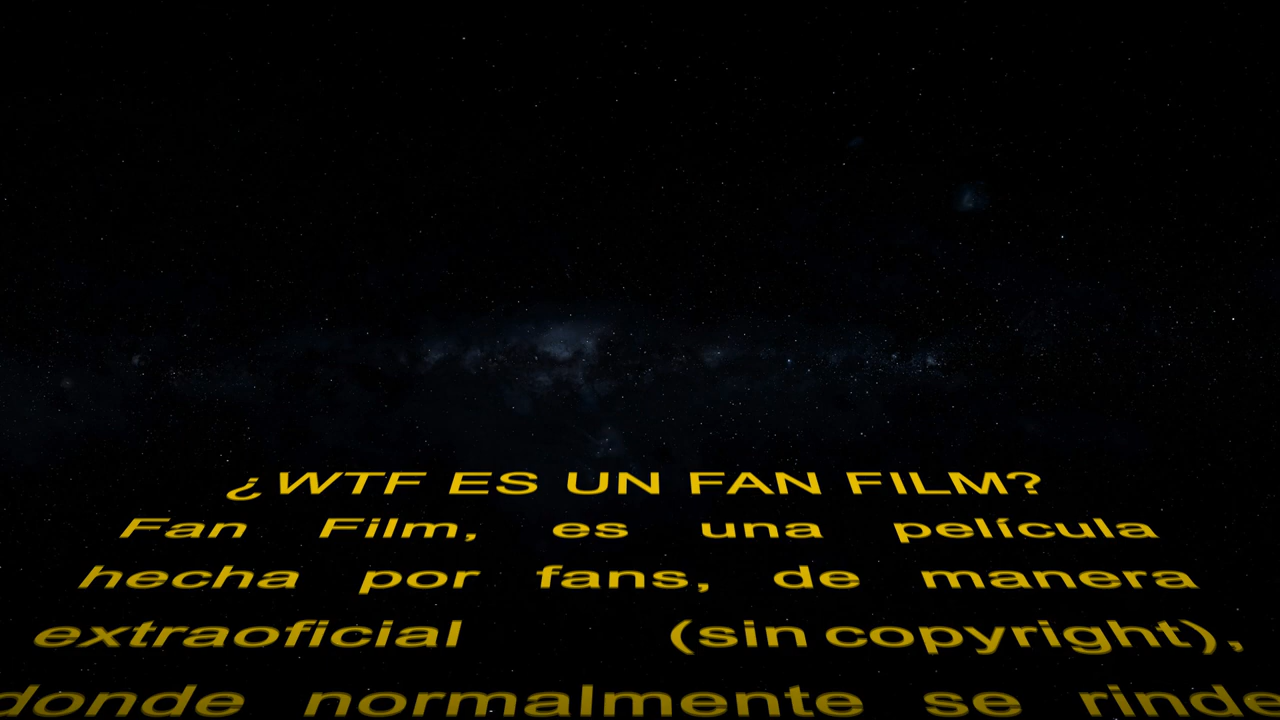 ¿WTF ES UN FAN FILM?
Fan Film, es una película
hecha por fans, de manera
extraoficial (sin copyright),
donde normalmente se rinde